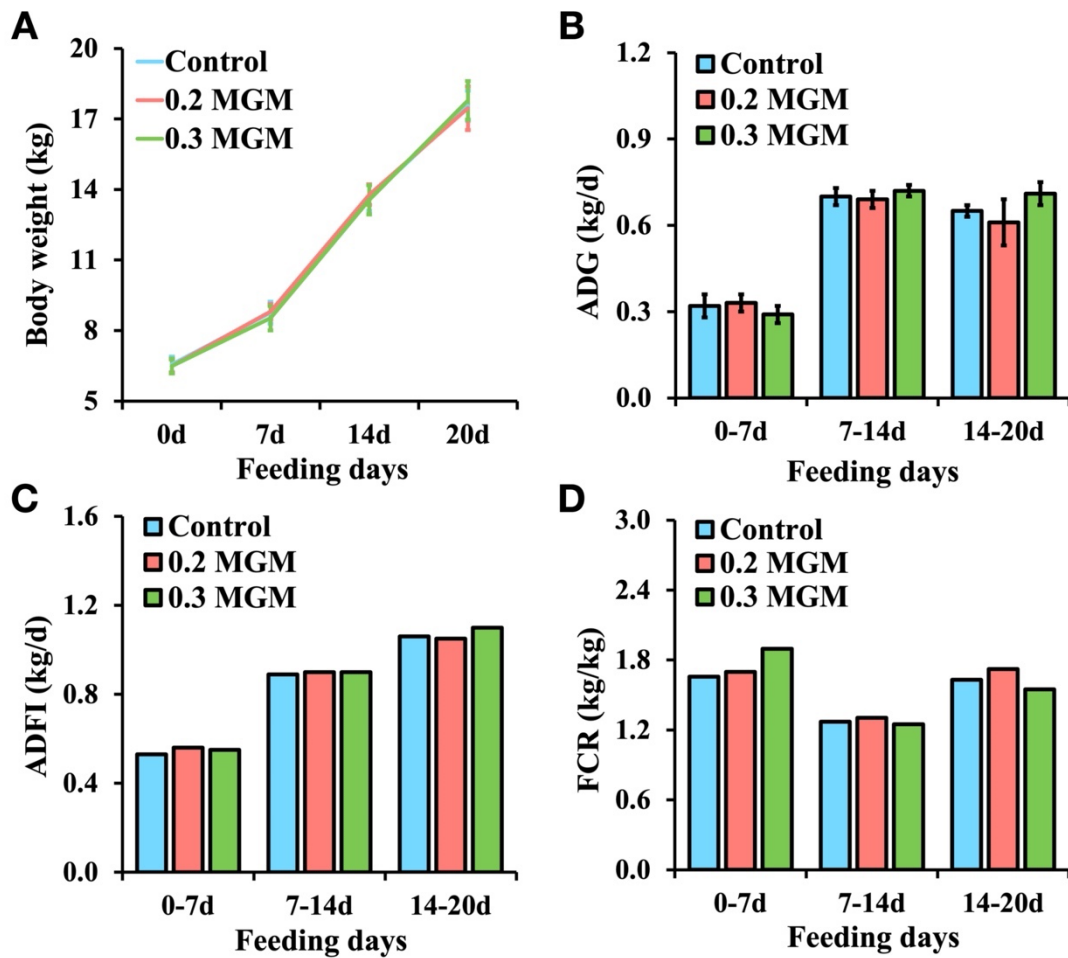 A
Body weight (kg)
20
17
14
11
8
5
Control
0.2 MGM
0.3 MGM
0d 7d 14d 20d
Feeding days
B
ADG (kg/d)
1.2
0.9
0.6
0.3
0.0
Control
0.2 MGM
0.3 MGM
0-7d 7-14d 14-20d
Feeding days
C
ADFI (kg/d)
1.6
1.2
0.8
0.4
0.0
Control
0.2 MGM
0.3 MGM
0-7d 7-14d 14-20d
Feeding days
D
FCR (kg/kg)
3.0
2.4
1.8
1.2
0.6
0.0
Control
0.2 MGM
0.3 MGM
0-7d 7-14d 14-20d
Feeding days